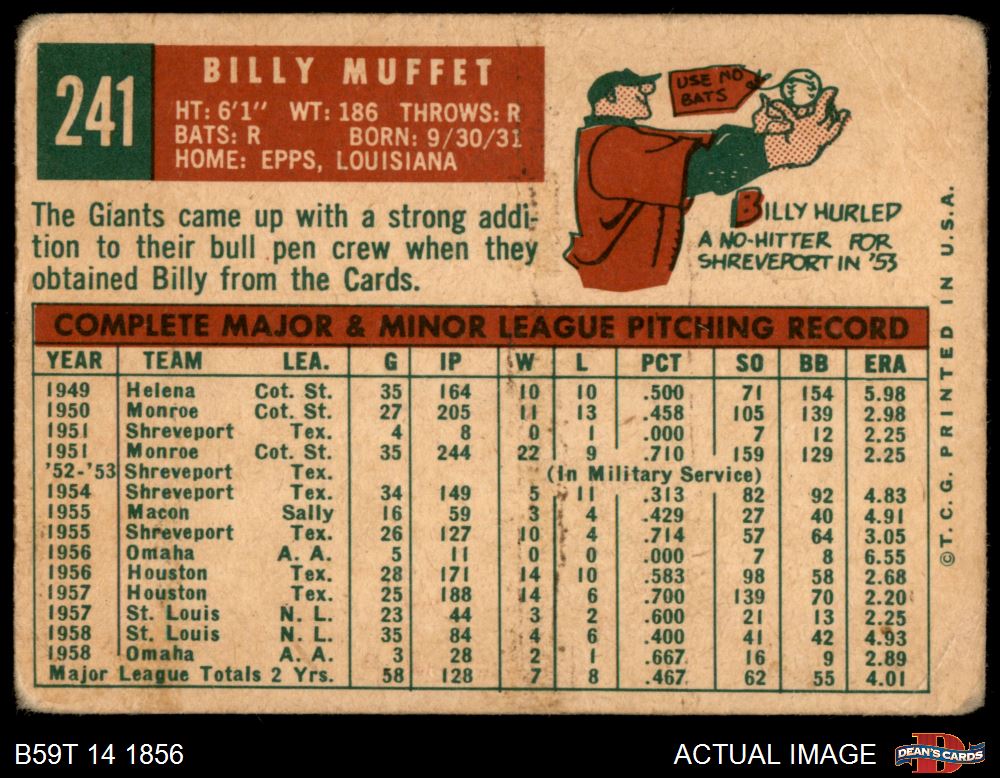 241
BILLY MUFFET
HT: 6'1" WT: 186 THROWS: R
BATS: R BORN: 9/30/31
HOME: EPPS, LOUISIANA
USE NO
BATS
The Giants came up with a strong addi-
tion to their bull pen crew when they
obtained Billy from the Cards.
BILLY HURLED
A NO-HITTER FOR
SHREVEPORT IN '53
COMPLETE MAJOR & MINOR LEAGUE PITCHING RECORD
YEAR TEAM LEA. G IP W L PCT SO BB ERA
1949 Helena Cot. St. 35 164 10 10 .500 71 154 5.98
1950 Monroe Cot. St. 27 205 11 13 .458 105 139 2.98
1951 Shreveport Tex. 4 8 0 1 .000 7 12 2.25
1951 Monroe Cot. St. 35 244 22 9 .710 159 129 2.25
'52-'53 Shreveport Tex. (In Military Service)
1954 Shreveport Tex. 34 149 5 11 .313 82 92 4.83
1955 Macon Sally 16 59 3 4 .429 27 40 4.91
1955 Shreveport Tex. 26 127 10 4 .714 57 64 3.05
1956 Omaha A. A. 5 11 0 0 .000 7 8 6.55
1956 Houston Tex. 28 171 14 10 .583 98 58 2.68
1957 Houston Tex. 25 188 14 6 .700 139 70 2.20
1957 St. Louis N. L. 23 44 3 2 .600 21 13 2.25
1958 St. Louis N. L. 35 84 4 6 .400 41 42 4.93
1958 Omaha A. A. 3 28 2 1 .667 16 9 2.89
Major League Totals 2 Yrs. 58 128 7 8 .467 62 55 4.01
©T.C.G. PRINTED IN U.S.A.
B59T 14 1856
ACTUAL IMAGE
DEAN'S CARDS